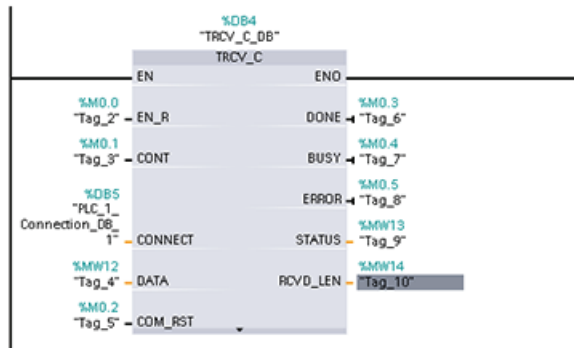 %DB4
"TRCV_C_DB"
TRCV_C
EN ENO
%M0.0 %M0.3
"Tag_2" EN_R DONE "Tag_6"
%M0.1 %M0.4
"Tag_3" CONT BUSY "Tag_7"
%DB5 %M0.5
"PLC_1_ ERROR "Tag_8"
Connection_DB_ %MW13
1" CONNECT STATUS "Tag_9"
%MW12 %MW14
"Tag_4" DATA RCVD_LEN "Tag_10"
%M0.2
"Tag_5" COM_RST